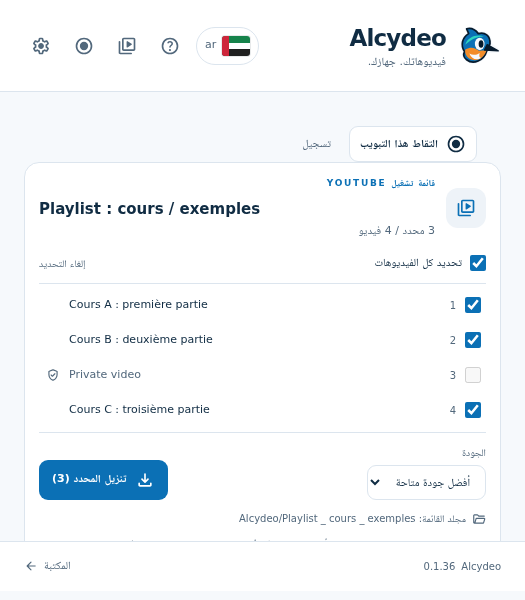 Alcydeo
فيديوهاتك. جهازك.
ar
التقاط هذا التبويب
تسجيل
قائمة تشغيل YOUTUBE
Playlist : cours / exemples
3 محدد / 4 فيديو
تحديد كل الفيديوهات
إلغاء التحديد
1 Cours A : première partie
2 Cours B : deuxième partie
3 Private video
4 Cours C : troisième partie
الجودة
أفضل جودة متاحة
تنزيل المحدد (3)
مجلد القائمة: Alcydeo/Playlist _ cours _ exemples
Alcydeo 0.1.36
المكتبة